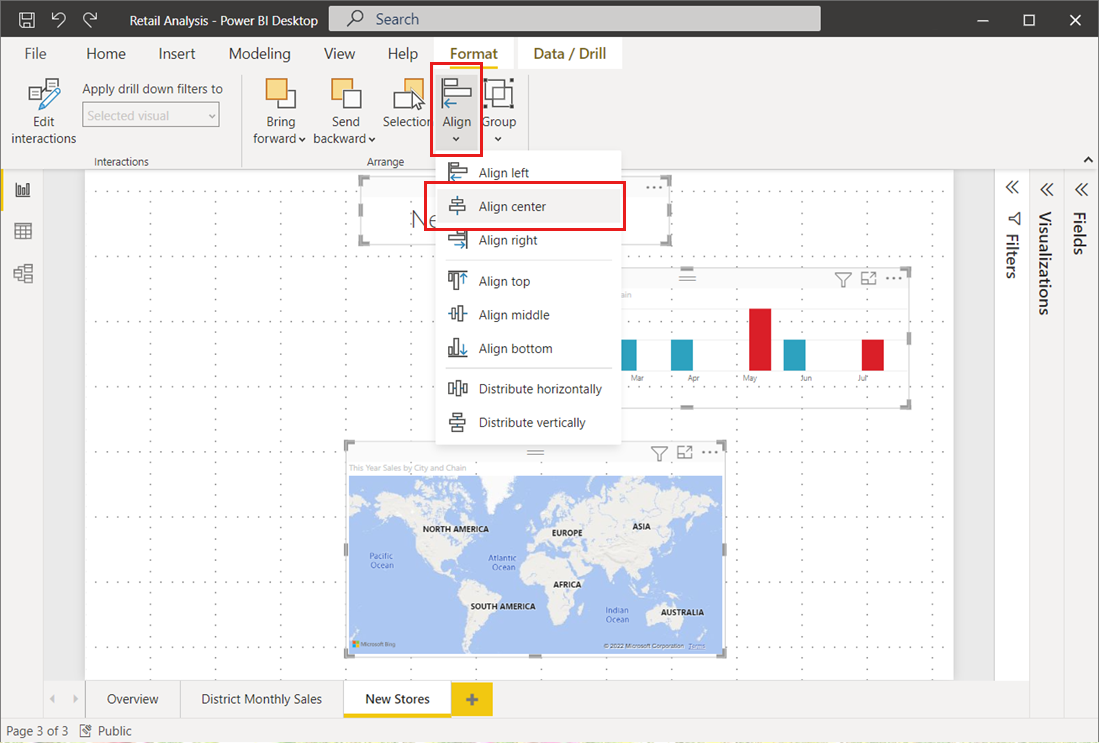 Retail Analysis - Power BI Desktop
Search
File Home Insert Modeling View Help Format Data / Drill
Edit interactions
Apply drill down filters to
Selected visual
Interactions
Bring forward
Send backward
Selection
Align
Group
Arrange
Align left
Align center
Align right
Align top
Align middle
Align bottom
Distribute horizontally
Distribute vertically
Filters
Visualizations
Fields
Mar Apr May Jun Jul
This Year Sales by City and Chain
NORTH AMERICA
EUROPE
ASIA
Pacific Ocean
Atlantic Ocean
AFRICA
SOUTH AMERICA
Indian Ocean
AUSTRALIA
Microsoft Bing
© 2022 Microsoft Corporation Terms
Overview
District Monthly Sales
New Stores
+
Page 3 of 3
Public